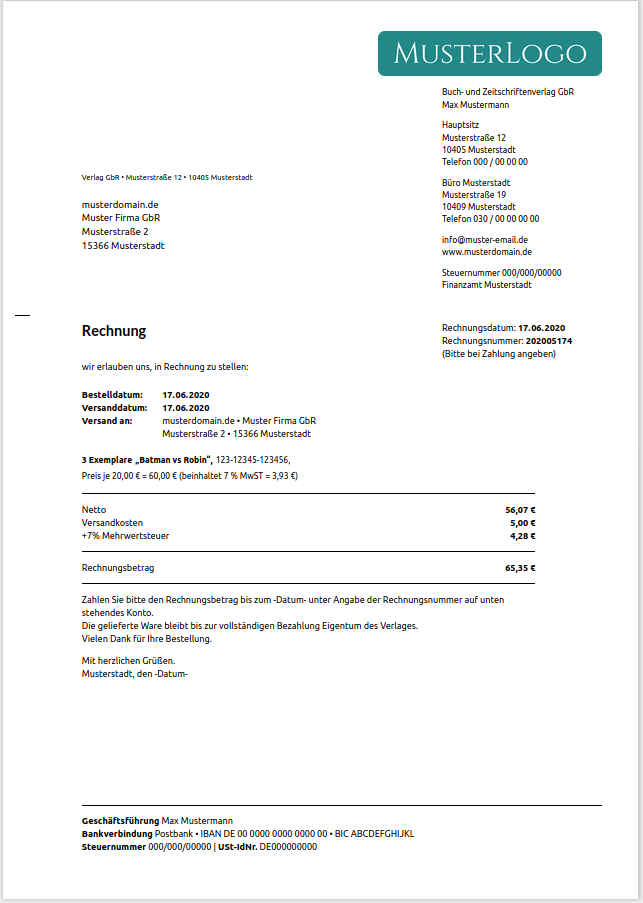 MusterLogo
Buch- und Zeitschriftenverlag GbR
Max Mustermann
Hauptsitz
Musterstraße 12
10405 Musterstadt
Telefon 000 / 00 00 00
Büro Musterstadt
Musterstraße 19
10409 Musterstadt
Telefon 030 / 00 00 00 00
info@muster-email.de
www.musterdomain.de
Steuernummer 000/000/00000
Finanzamt Musterstadt
Verlag GbR • Musterstraße 12 • 10405 Musterstadt
musterdomain.de
Muster Firma GbR
Musterstraße 2
15366 Musterstadt
Rechnung
Rechnungsdatum: 17.06.2020
Rechnungsnummer: 202005174
(Bitte bei Zahlung angeben)
wir erlauben uns, in Rechnung zu stellen:
Bestelldatum: 17.06.2020
Versanddatum: 17.06.2020
Versand an: musterdomain.de • Muster Firma GbR
Musterstraße 2 • 15366 Musterstadt
3 Exemplare „Batman vs Robin“, 123-12345-123456,
Preis je 20,00 € = 60,00 € (beinhaltet 7 % MwST = 3,93 €)
Netto 56,07 €
Versandkosten 5,00 €
+7% Mehrwertsteuer 4,28 €
Rechnungsbetrag 65,35 €
Zahlen Sie bitte den Rechnungsbetrag bis zum -Datum- unter Angabe der Rechnungsnummer auf unten
stehendes Konto.
Die gelieferte Ware bleibt bis zur vollständigen Bezahlung Eigentum des Verlages.
Vielen Dank für Ihre Bestellung.
Mit herzlichen Grüßen.
Musterstadt, den -Datum-
Geschäftsführung Max Mustermann
Bankverbindung Postbank • IBAN DE 00 0000 0000 0000 00 • BIC ABCDEFGHIJKL
Steuernummer 000/000/00000 | USt-IdNr. DE000000000